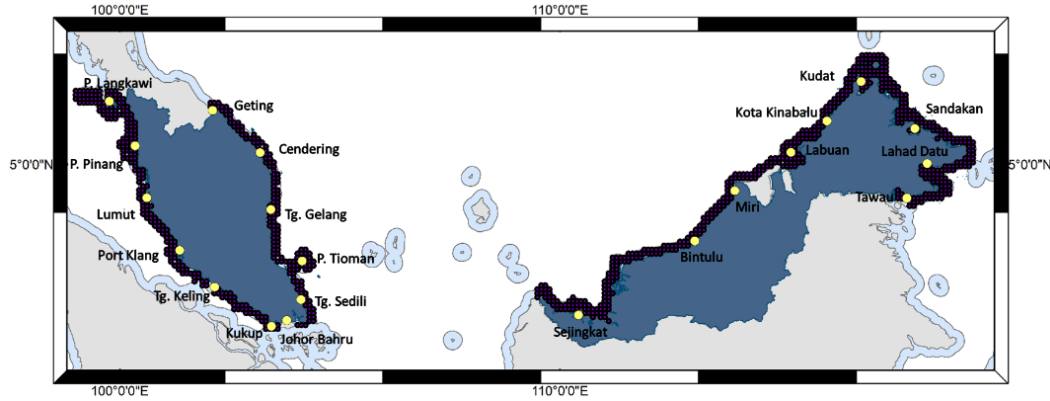 100°0'0"E 110°0'0"E
P. Langkawi
Kudat
Geting
Kota Kinabalu
Sandakan
Cendering
Labuan
Lahad Datu
5°0'0"N
P. Pinang
5°0'0"N
Lumut
Tg. Gelang
Miri
Tawau
Port Klang
P. Tioman
Bintulu
Tg. Keling
Tg. Sedili
Kukup
Johor Bahru
Sejingkat
100°0'0"E 110°0'0"E